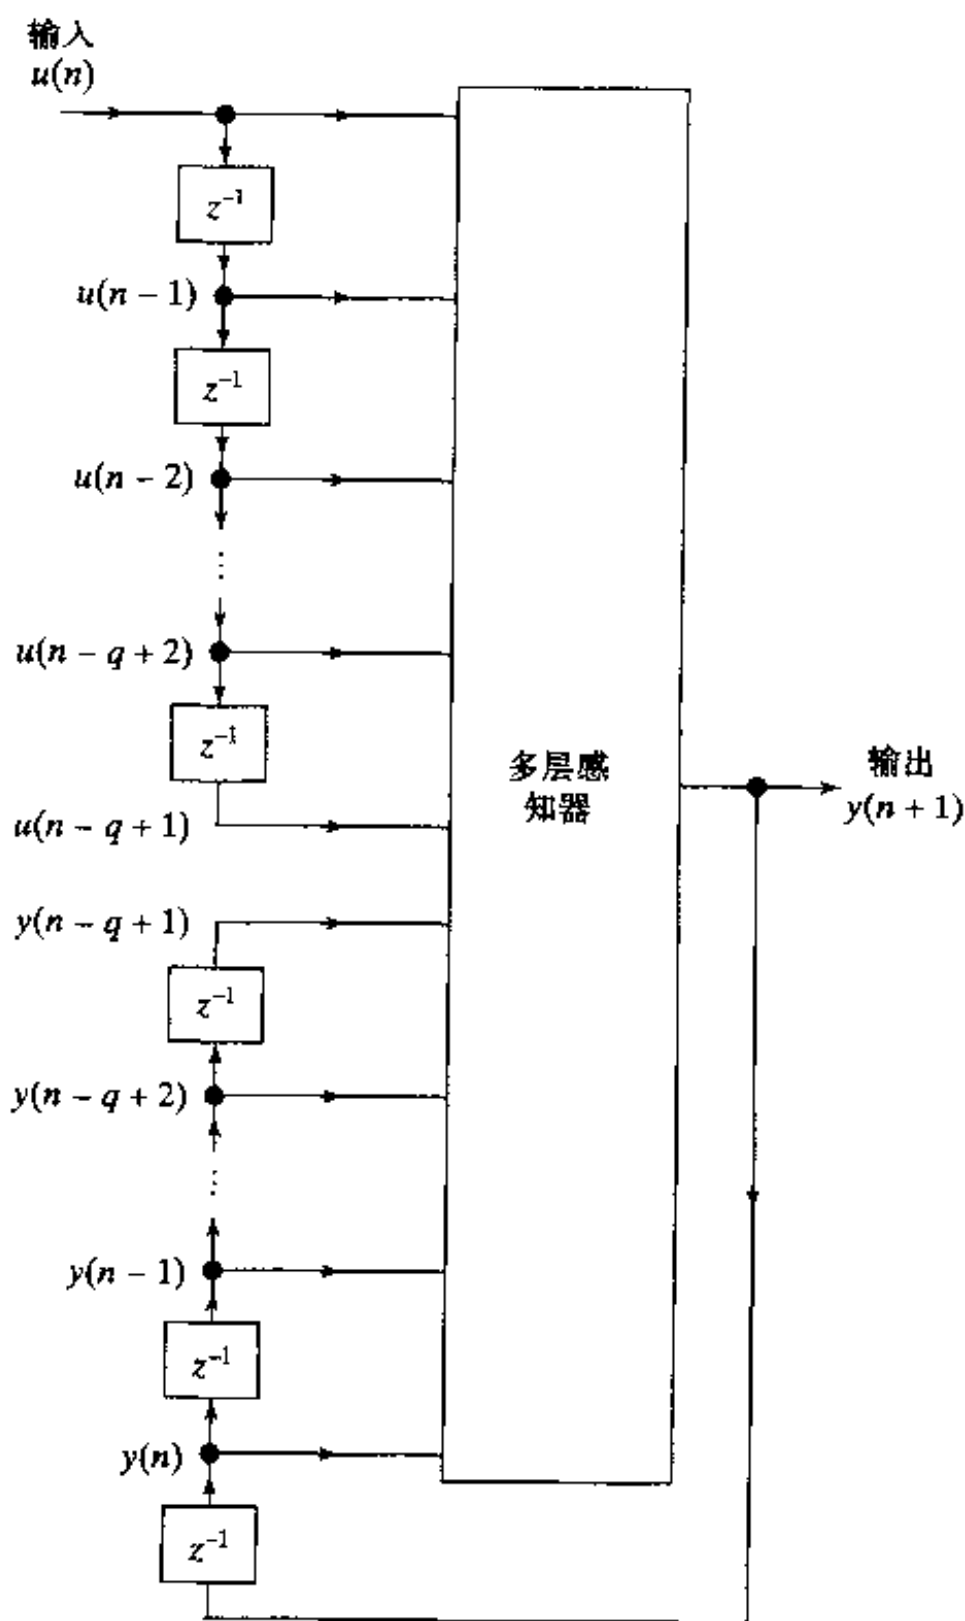 输入
u(n)
z⁻¹
u(n − 1)
z⁻¹
u(n − 2)
⋮
u(n − q + 2)
z⁻¹
u(n − q + 1)
多层感
知器
输出
y(n + 1)
y(n − q + 1)
z⁻¹
y(n − q + 2)
⋮
y(n − 1)
z⁻¹
y(n)
z⁻¹